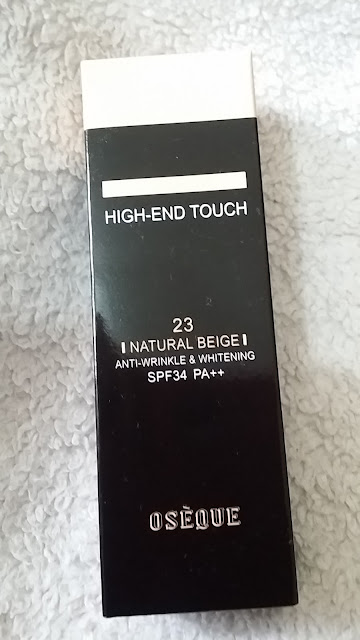 HIGH-END TOUCH
23
I NATURAL BEIGE I
ANTI-WRINKLE & WHITENING
SPF34 PA++
OSÈQUE